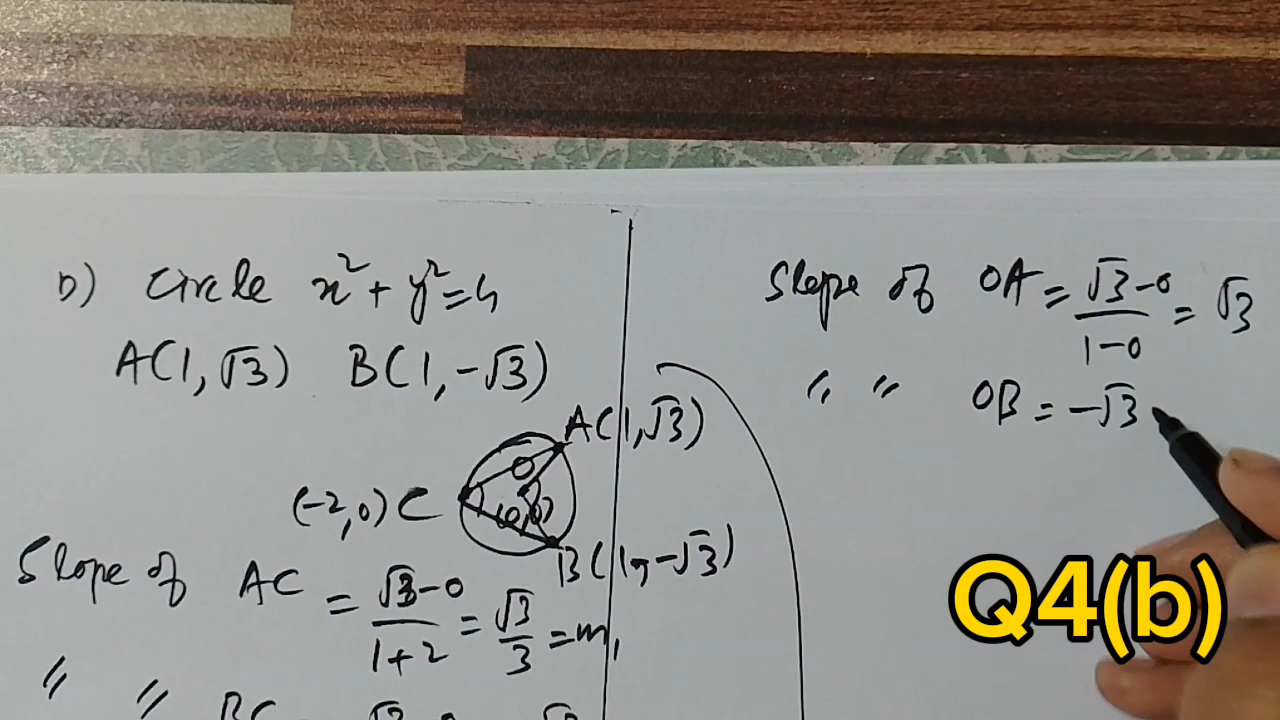 b) Circle x²+y²=4
A(1,√3) B(1,-√3)
A(1,√3)
O
(-2,0) C
(0,0)
B(1,-√3)
Slope of AC = √3-0/1+2 = √3/3 = m₁
" " BC
Slope of OA = √3-0/1-0 = √3
" " OB = -√3
Q4(b)